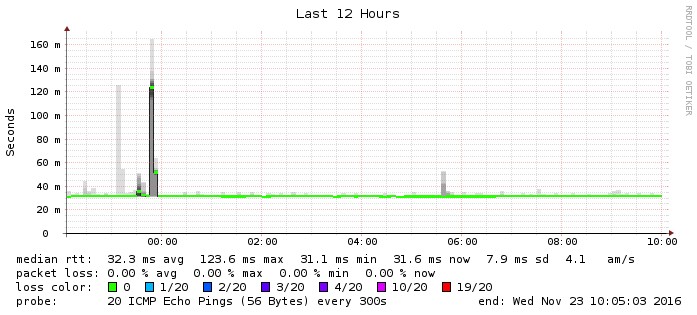 Last 12 Hours
RRDTOOL / TOBI OETIKER
Seconds
160 m
140 m
120 m
100 m
80 m
60 m
40 m
20 m
0
00:00 02:00 04:00 06:00 08:00 10:00
median rtt: 32.3 ms avg 123.6 ms max 31.1 ms min 31.6 ms now 7.9 ms sd 4.1 am/s
packet loss: 0.00 % avg 0.00 % max 0.00 % min 0.00 % now
loss color: 0 1/20 2/20 3/20 4/20 10/20 19/20
probe: 20 ICMP Echo Pings (56 Bytes) every 300s end: Wed Nov 23 10:05:03 2016